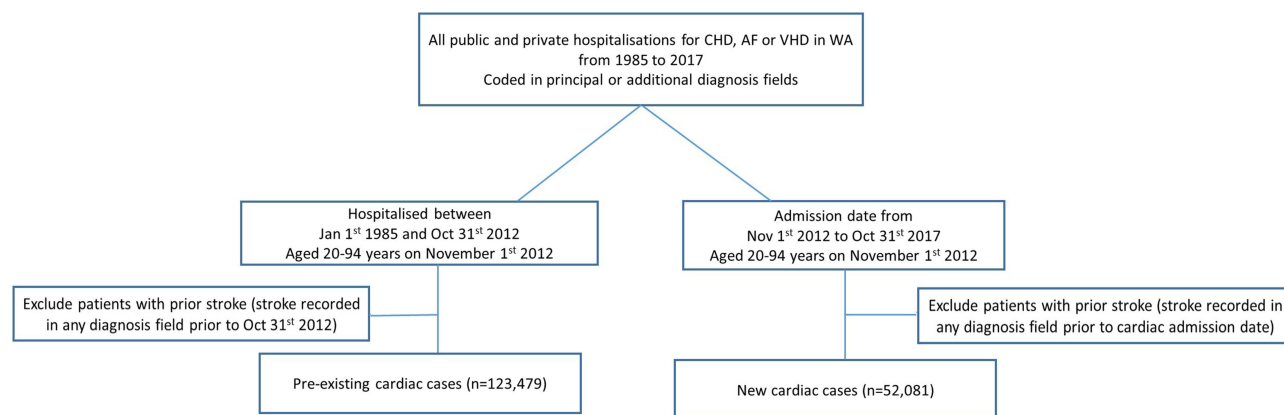 All public and private hospitalisations for CHD, AF or VHD in WA
from 1985 to 2017
Coded in principal or additional diagnosis fields
Hospitalised between
Jan 1st 1985 and Oct 31st 2012
Aged 20-94 years on November 1st 2012
Admission date from
Nov 1st 2012 to Oct 31st 2017
Aged 20-94 years on November 1st 2012
Exclude patients with prior stroke (stroke recorded
in any diagnosis field prior to Oct 31st 2012)
Exclude patients with prior stroke (stroke recorded in
any diagnosis field prior to cardiac admission date)
Pre-existing cardiac cases (n=123,479)
New cardiac cases (n=52,081)